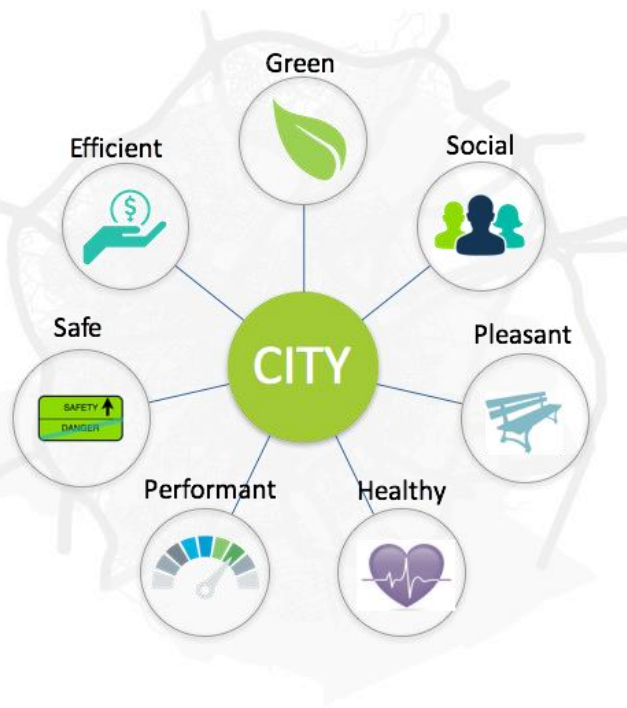 Green
Efficient
Social
$
Safe
CITY
Pleasant
SAFETY
DANGER
Performant
Healthy